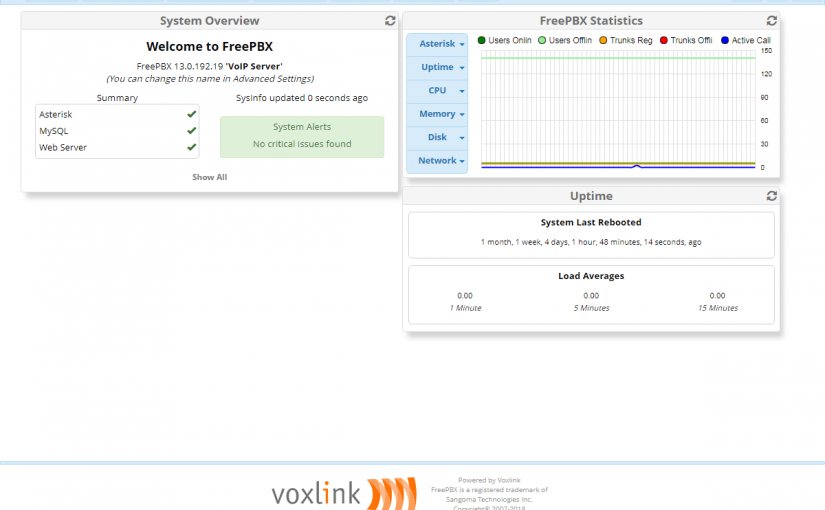 System Overview
Welcome to FreePBX
FreePBX 13.0.192.19 'VoIP Server'
(You can change this name in Advanced Settings)
Summary
SysInfo updated 0 seconds ago
Asterisk
MySQL
Web Server
System Alerts
No critical issues found
Show All
FreePBX Statistics
Asterisk
Uptime
CPU
Memory
Disk
Network
Users Onlin
Users Offlin
Trunks Reg
Trunks Offli
Active Call
150
120
90
60
30
0
Uptime
System Last Rebooted
1 month, 1 week, 4 days, 1 hour, 48 minutes, 14 seconds, ago
Load Averages
0.00
1 Minute
0.00
5 Minutes
0.00
15 Minutes
voxlink
Powered by Voxlink
FreePBX is a registered trademark of
Sangoma Technologies Inc.
Copyright© 2007-2018